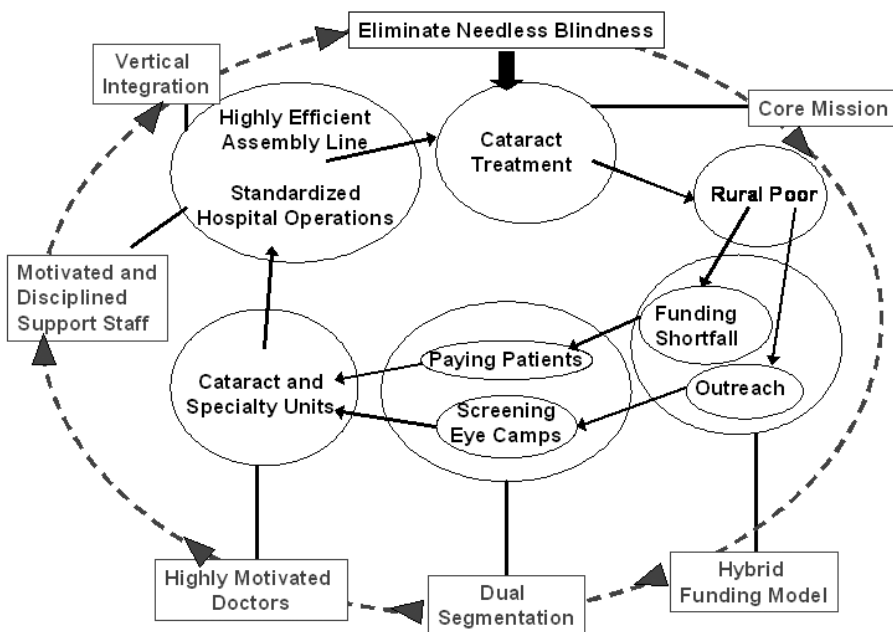 Eliminate Needless Blindness
Vertical
Integration
Highly Efficient
Assembly Line
Standardized
Hospital Operations
Cataract
Treatment
Core Mission
Rural Poor
Motivated and
Disciplined
Support Staff
Funding
Shortfall
Outreach
Paying Patients
Screening
Eye Camps
Cataract and
Specialty Units
Highly Motivated
Doctors
Dual
Segmentation
Hybrid
Funding Model